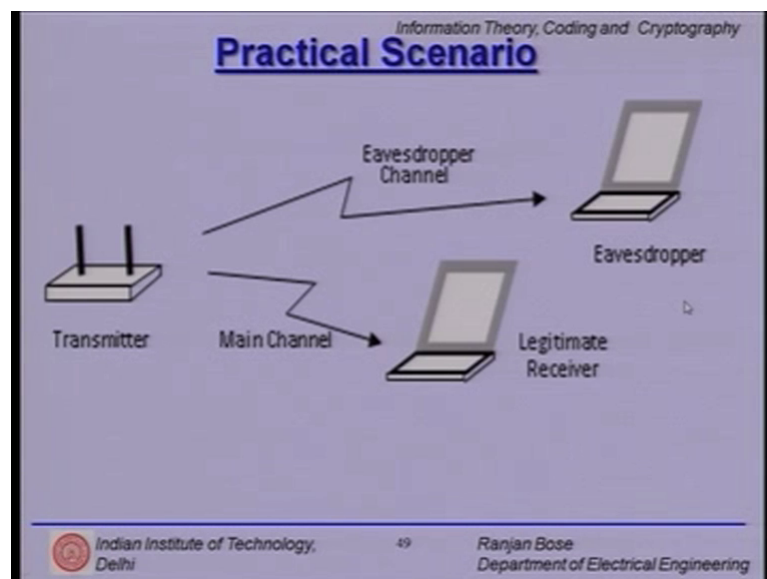 Information Theory, Coding and Cryptography
Practical Scenario
Eavesdropper
Channel
Eavesdropper
Transmitter
Main Channel
Legitimate
Receiver
Indian Institute of Technology,
Delhi
49
Ranjan Bose
Department of Electrical Engineering